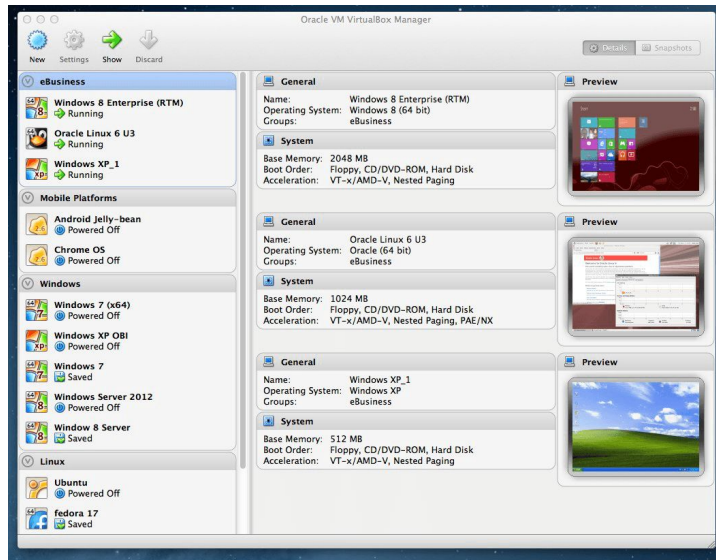 Oracle VM VirtualBox Manager
New Settings Show Discard
Details Snapshots
eBusiness
Windows 8 Enterprise (RTM)
Running
Oracle Linux 6 U3
Running
Windows XP_1
Running
Mobile Platforms
Android Jelly-bean
Powered Off
Chrome OS
Powered Off
Windows
Windows 7 (x64)
Powered Off
Windows XP OBI
Powered Off
Windows 7
Saved
Windows Server 2012
Powered Off
Window 8 Server
Saved
Linux
Ubuntu
Powered Off
fedora 17
Saved
General
Name: Windows 8 Enterprise (RTM)
Operating System: Windows 8 (64 bit)
Groups: eBusiness
System
Base Memory: 2048 MB
Boot Order: Floppy, CD/DVD-ROM, Hard Disk
Acceleration: VT-x/AMD-V, Nested Paging
Preview
General
Name: Oracle Linux 6 U3
Operating System: Oracle (64 bit)
Groups: eBusiness
System
Base Memory: 1024 MB
Boot Order: Floppy, CD/DVD-ROM, Hard Disk
Acceleration: VT-x/AMD-V, Nested Paging, PAE/NX
Preview
General
Name: Windows XP_1
Operating System: Windows XP
Groups: eBusiness
System
Base Memory: 512 MB
Boot Order: Floppy, CD/DVD-ROM, Hard Disk
Acceleration: VT-x/AMD-V, Nested Paging
Preview